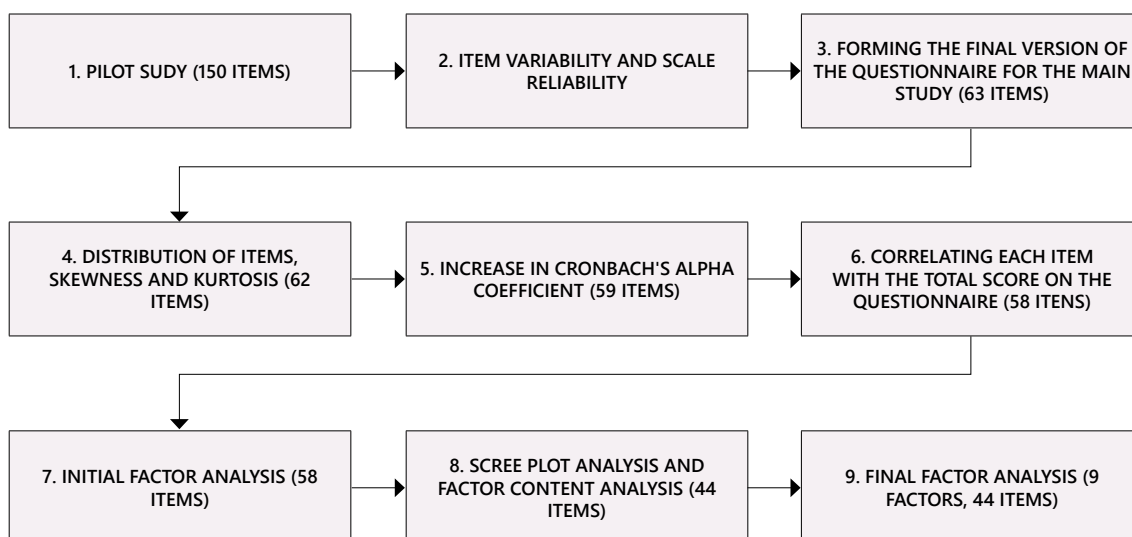 1. PILOT SUDY (150 ITEMS)
2. ITEM VARIABILITY AND SCALE
RELIABILITY
3. FORMING THE FINAL VERSION OF
THE QUESTIONNAIRE FOR THE MAIN
STUDY (63 ITEMS)
4. DISTRIBUTION OF ITEMS,
SKEWNESS AND KURTOSIS (62
ITEMS)
5. INCREASE IN CRONBACH'S ALPHA
COEFFICIENT (59 ITEMS)
6. CORRELATING EACH ITEM
WITH THE TOTAL SCORE ON THE
QUESTIONNAIRE (58 ITENS)
7. INITIAL FACTOR ANALYSIS (58
ITEMS)
8. SCREE PLOT ANALYSIS AND
FACTOR CONTENT ANALYSIS (44
ITEMS)
9. FINAL FACTOR ANALYSIS (9
FACTORS, 44 ITEMS)